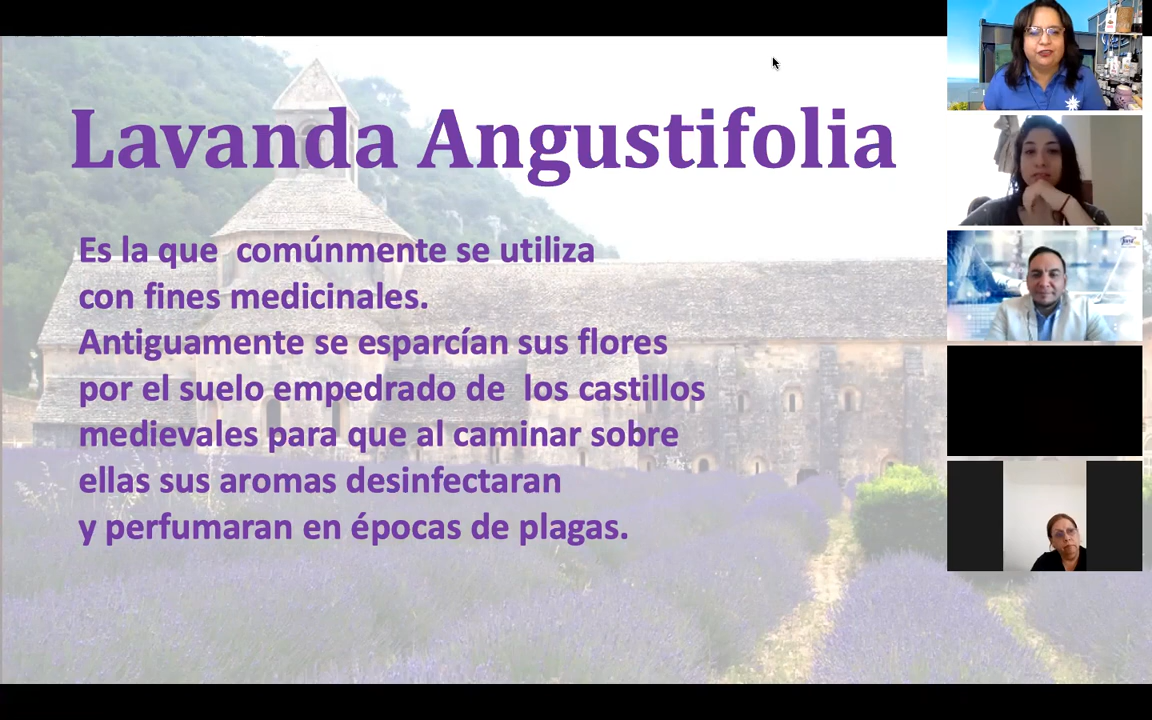 Lavanda Angustifolia
Es la que comúnmente se utiliza
con fines medicinales.
Antiguamente se esparcían sus flores
por el suelo empedrado de los castillos
medievales para que al caminar sobre
ellas sus aromas desinfectaran
y perfumaran en épocas de plagas.